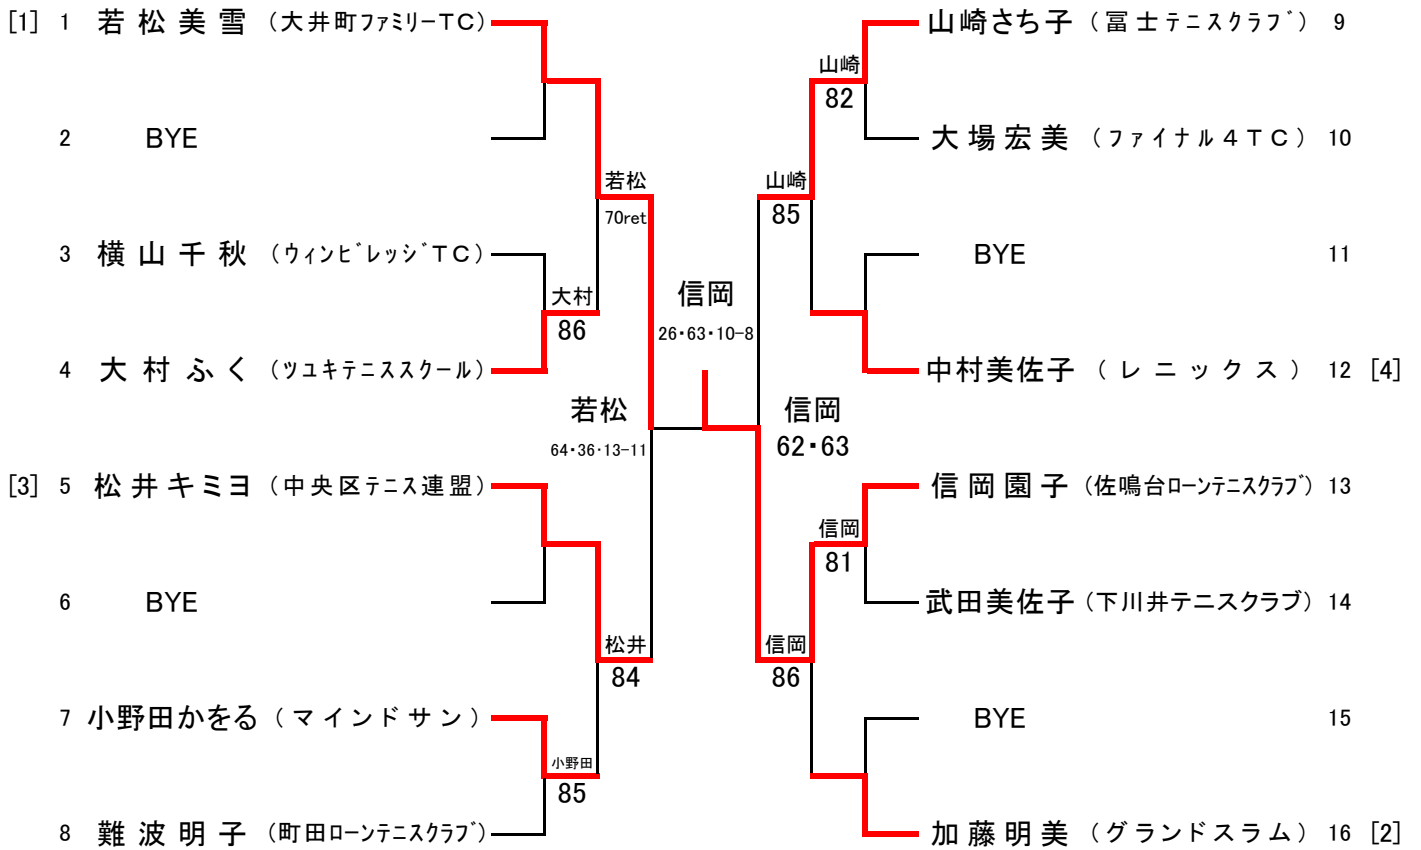 [1] 1 若松美雪 (大井町ファミリーTC)
2 BYE
3 横山千秋 (ウィンビレッジTC)
4 大村ふく (ツユキテニススクール)
[3] 5 松井キミヨ (中央区テニス連盟)
6 BYE
7 小野田かをる (マインドサン)
8 難波明子 (町田ローンテニスクラブ)
大村
86
小野田
85
若松
70ret
松井
84
若松
64・36・13-11
信岡
26・63・10-8
信岡
62・63
山崎
85
信岡
86
山崎
82
信岡
81
山崎さち子 (冨士テニスクラブ) 9
大場宏美 (ファイナル4TC) 10
BYE 11
中村美佐子 (レニックス) 12 [4]
信岡園子 (佐鳴台ローンテニスクラブ) 13
武田美佐子 (下川井テニスクラブ) 14
BYE 15
加藤明美 (グランドスラム) 16 [2]